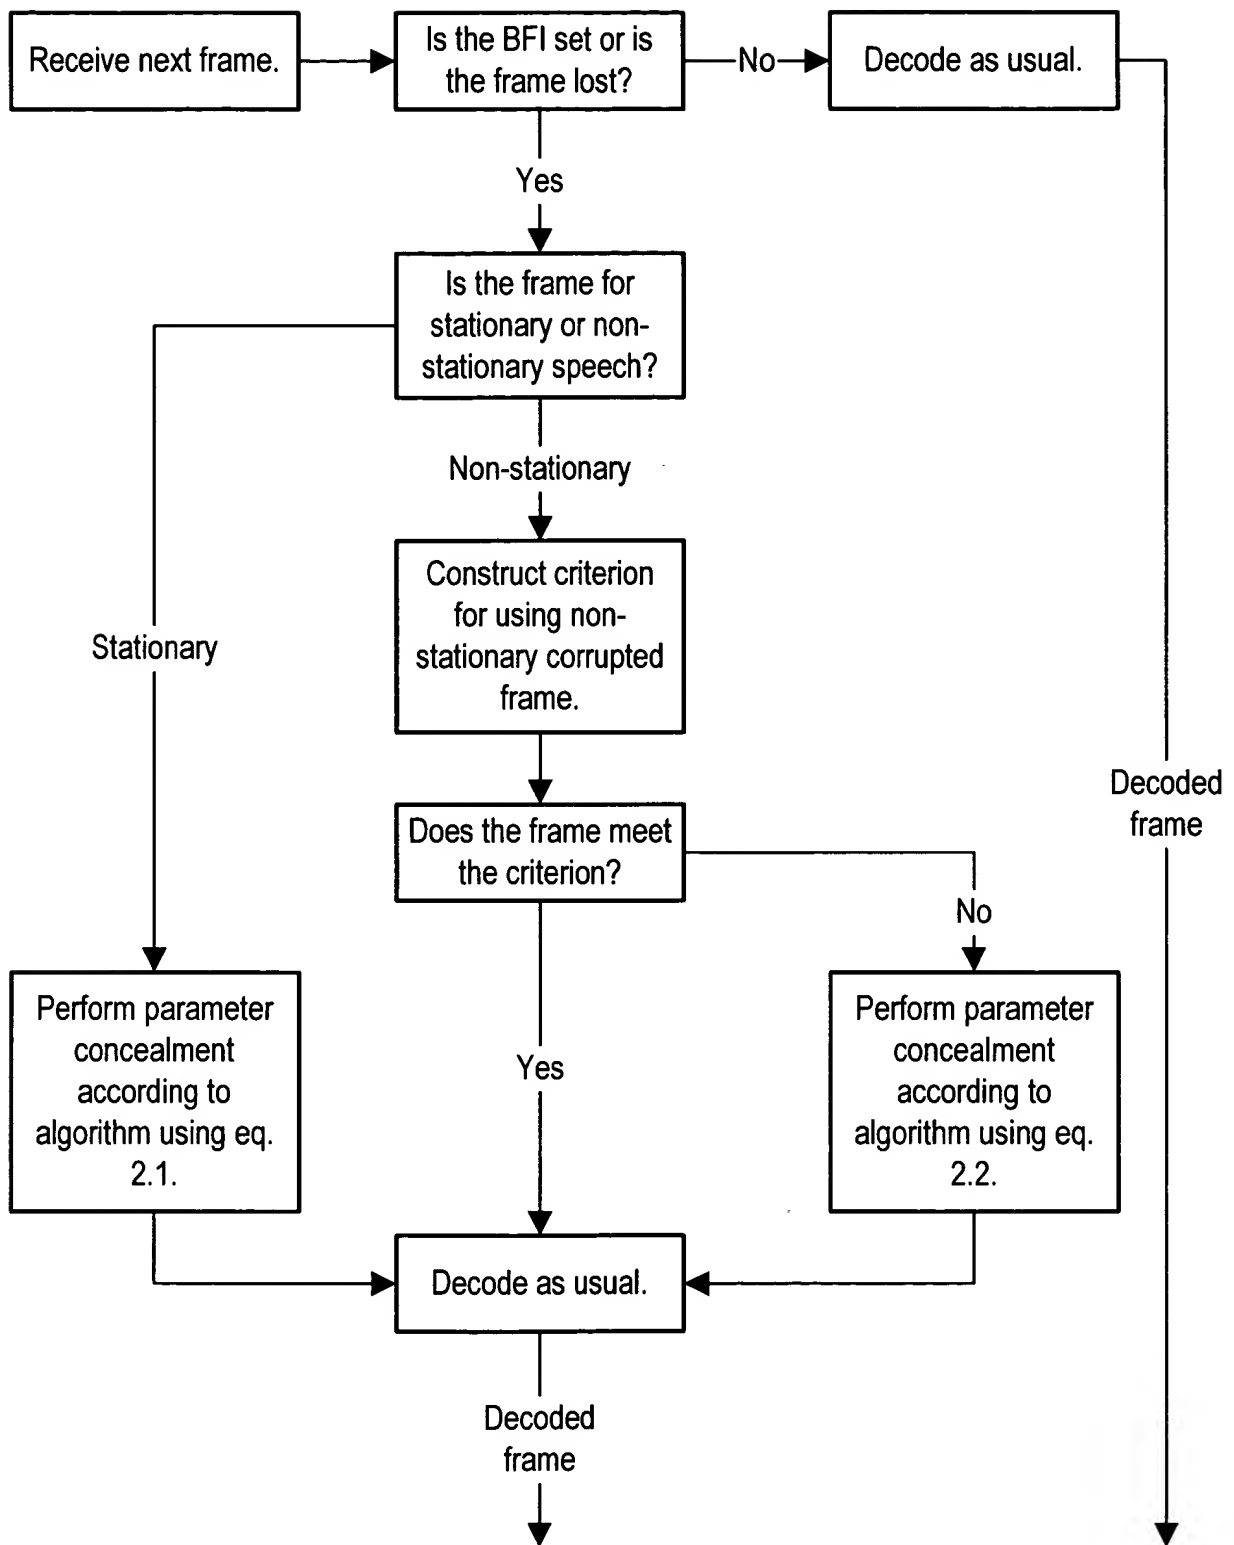 Receive next frame.
Is the BFI set or is
the frame lost?
No
Decode as usual.
Yes
Is the frame for
stationary or non-
stationary speech?
Non-stationary
Construct criterion
for using non-
stationary corrupted
frame.
Stationary
Does the frame meet
the criterion?
Decoded
frame
No
Perform parameter
concealment
according to
algorithm using eq.
2.1.
Yes
Perform parameter
concealment
according to
algorithm using eq.
2.2.
Decode as usual.
Decoded
frame